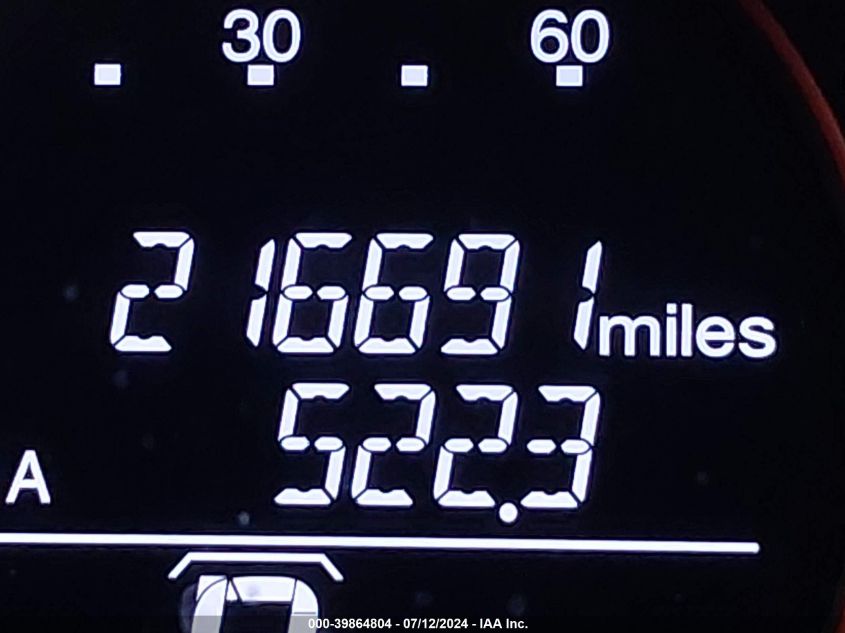 30 60
216691 miles
522.3
A
000-39864804 - 07/12/2024 - IAA Inc.